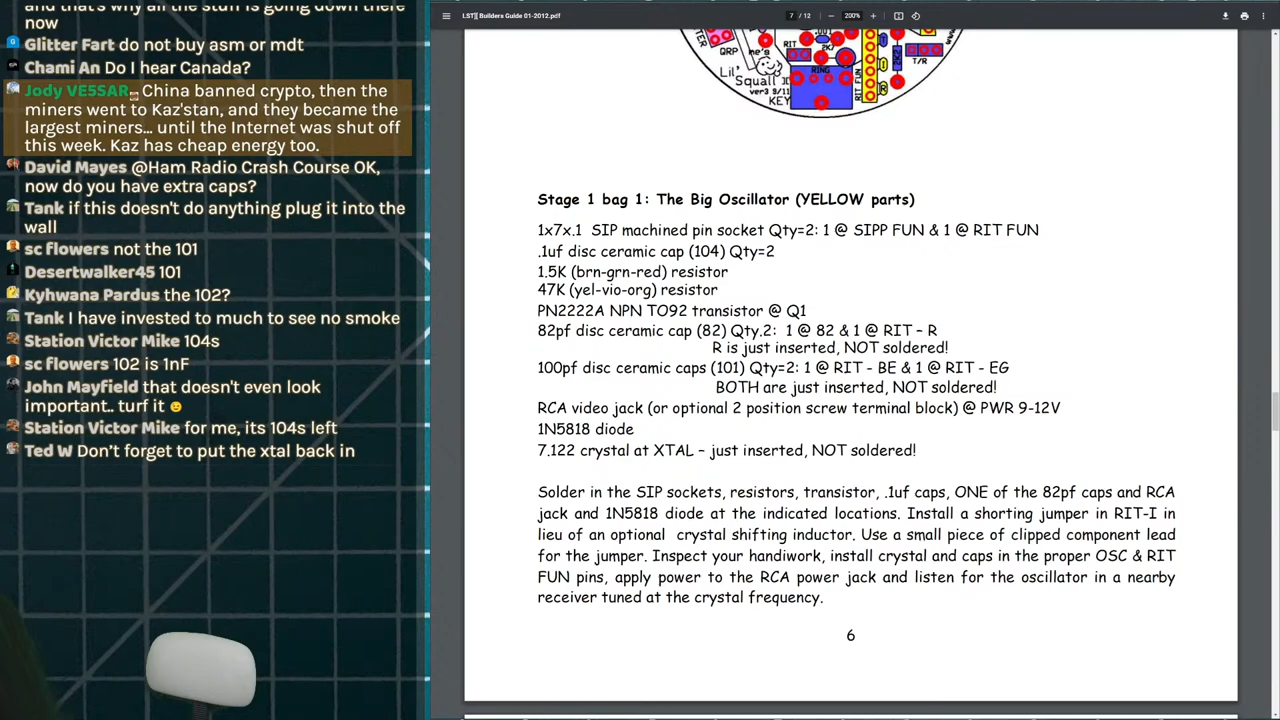 and that's why all the stuff is going down there
now
Glitter Fart do not buy asm or mdt
Chami An Do I hear Canada?
Jody VE5SAR China banned crypto, then the
miners went to Kaz'stan, and they became the
largest miners... until the Internet was shut off
this week. Kaz has cheap energy too.
David Mayes @Ham Radio Crash Course OK,
now do you have extra caps?
Tank if this doesn't do anything plug it into the
wall
sc flowers not the 101
Desertwalker45 101
Kyhwana Pardus the 102?
Tank I have invested to much to see no smoke
Station Victor Mike 104s
sc flowers 102 is 1nF
John Mayfield that doesn't even look
important.. turf it
Station Victor Mike for me, its 104s left
Ted W Don't forget to put the xtal back in
LST][ Builders Guide 01-2012.pdf
7 / 12
200%
QRP
RIT
.001
2K7
T/R
RING
Lil'
Squall ][
ver3 9/11
KEY
RIT FUN
Stage 1 bag 1: The Big Oscillator (YELLOW parts)
1x7x.1 SIP machined pin socket Qty=2: 1 @ SIPP FUN & 1 @ RIT FUN
.1uf disc ceramic cap (104) Qty=2
1.5K (brn-grn-red) resistor
47K (yel-vio-org) resistor
PN2222A NPN TO92 transistor @ Q1
82pf disc ceramic cap (82) Qty.2: 1 @ 82 & 1 @ RIT – R
R is just inserted, NOT soldered!
100pf disc ceramic caps (101) Qty=2: 1 @ RIT - BE & 1 @ RIT - EG
BOTH are just inserted, NOT soldered!
RCA video jack (or optional 2 position screw terminal block) @ PWR 9-12V
1N5818 diode
7.122 crystal at XTAL – just inserted, NOT soldered!
Solder in the SIP sockets, resistors, transistor, .1uf caps, ONE of the 82pf caps and RCA
jack and 1N5818 diode at the indicated locations. Install a shorting jumper in RIT-I in
lieu of an optional crystal shifting inductor. Use a small piece of clipped component lead
for the jumper. Inspect your handiwork, install crystal and caps in the proper OSC & RIT
FUN pins, apply power to the RCA power jack and listen for the oscillator in a nearby
receiver tuned at the crystal frequency.
6